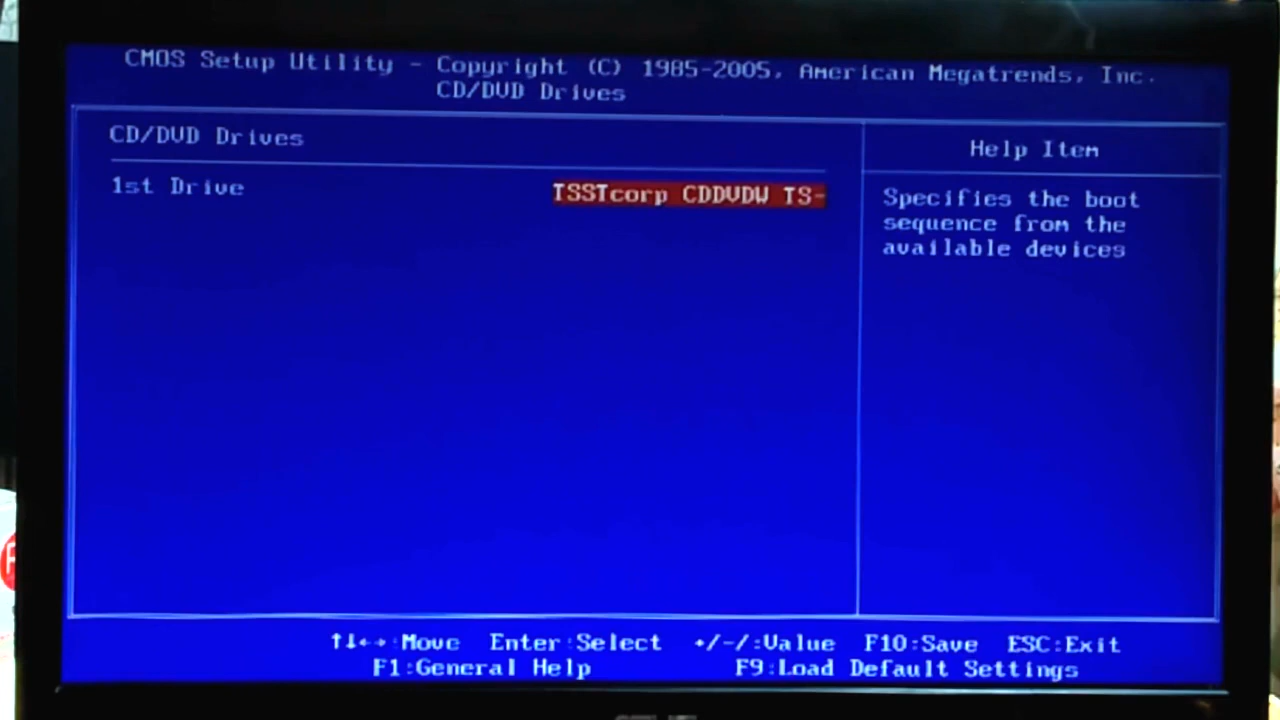 CMOS Setup Utility - Copyright (C) 1985-2005, American Megatrends, Inc.
CD/DVD Drives
CD/DVD Drives
1st Drive TSSTcorp CDDVDW TS-
Help Item
Specifies the boot
sequence from the
available devices
↑↓←→:Move Enter:Select +/-/:Value F10:Save ESC:Exit
F1:General Help F9:Load Default Settings